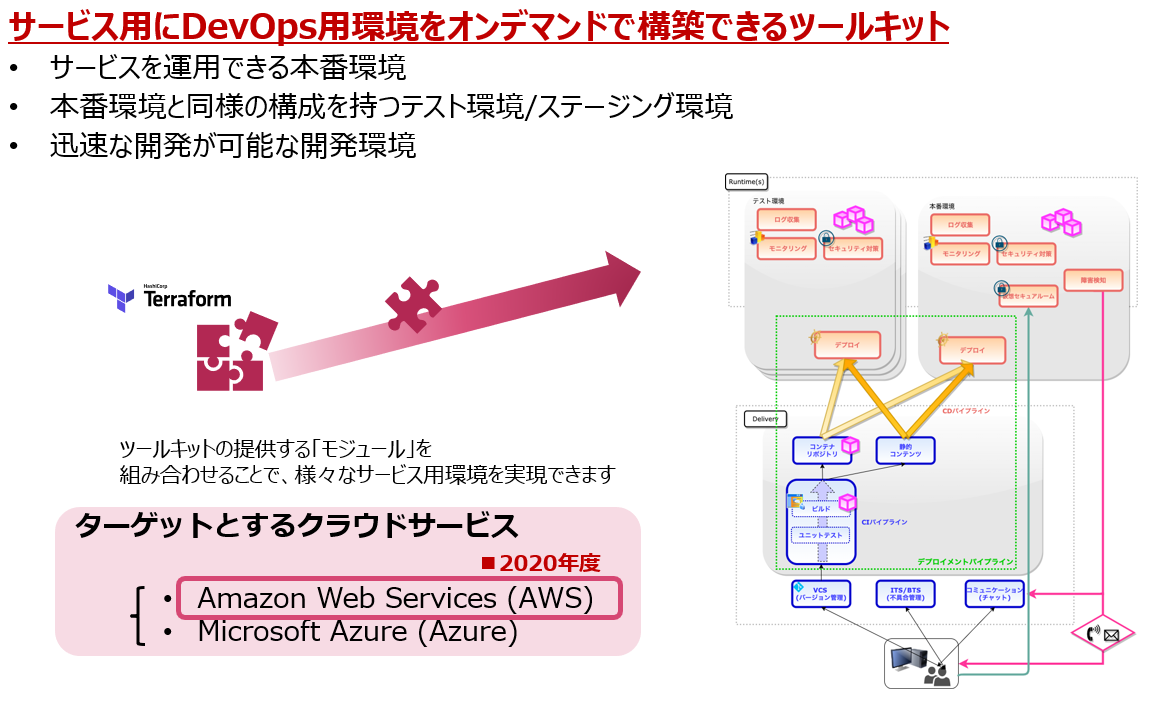 サービス用にDevOps用環境をオンデマンドで構築できるツールキット
• サービスを運用できる本番環境
• 本番環境と同様の構成を持つテスト環境/ステージング環境
• 迅速な開発が可能な開発環境
HashiCorp
Terraform
ツールキットの提供する「モジュール」を
組み合わせることで、様々なサービス用環境を実現できます
ターゲットとするクラウドサービス
■2020年度
• Amazon Web Services (AWS)
• Microsoft Azure (Azure)
Runtime(s)
テスト環境
ログ収集
モニタリング
セキュリティ対策
デプロイ
本番環境
ログ収集
モニタリング
セキュリティ対策
障害検知
仮想セキュアルーム
デプロイ
CDパイプライン
Delivery
コンテナ
リポジトリ
静的
コンテンツ
ビルド
ユニットテスト
CIパイプライン
デプロイメントパイプライン
VCS
(バージョン管理)
ITS/BTS
(不具合管理)
コミュニケーション
(チャット)